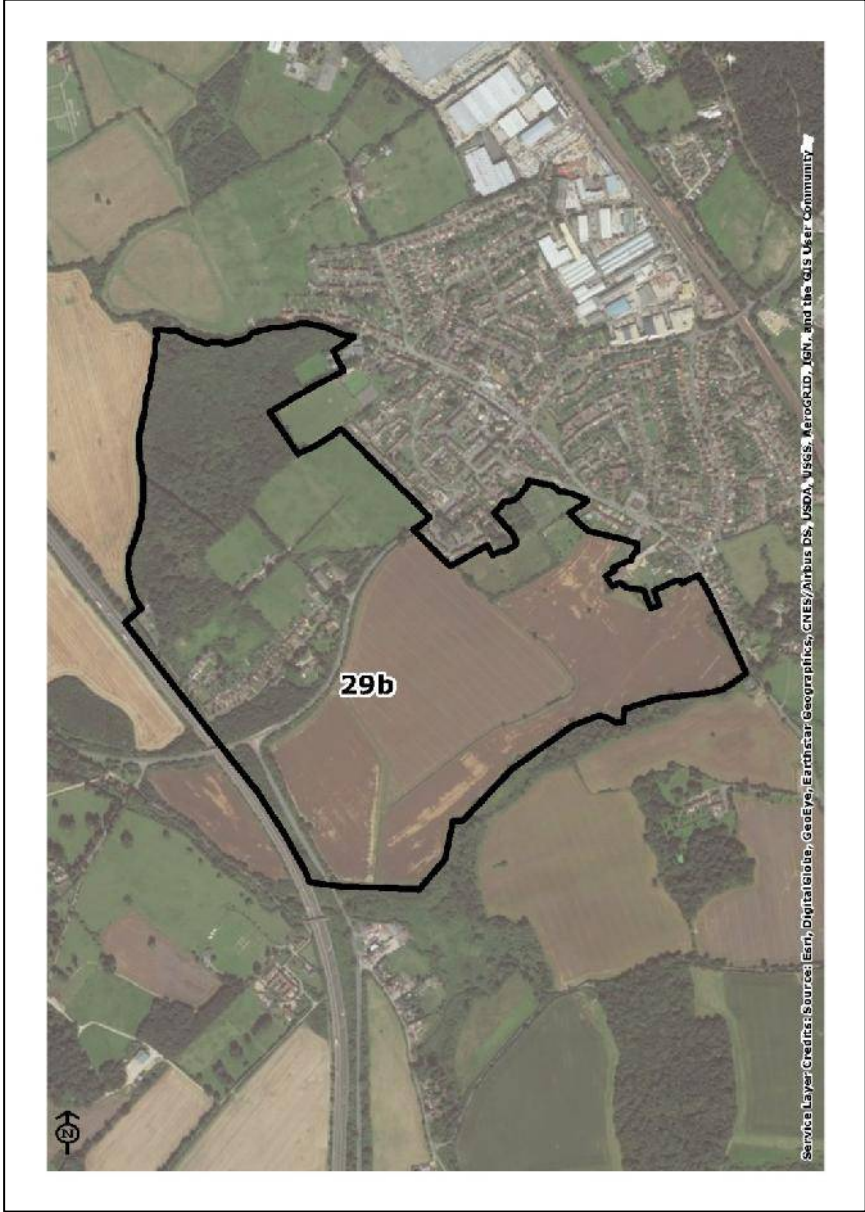 29b
N
Service Layer Credits: Source: Esri, DigitalGlobe, GeoEye, Earthstar Geographics, CNES/Airbus DS, USDA, USGS, AeroGRID, IGN, and the GIS User Community